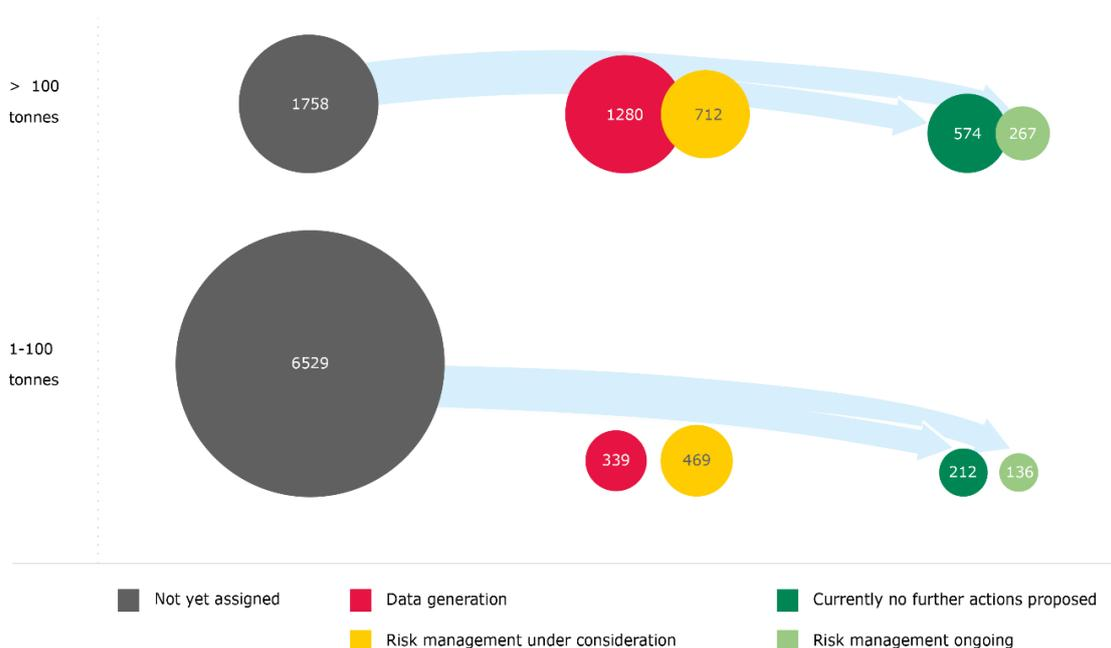 > 100
tonnes
1758
1280
712
574
267
1-100
tonnes
6529
339
469
212
136
Not yet assigned
Data generation
Currently no further actions proposed
Risk management under consideration
Risk management ongoing